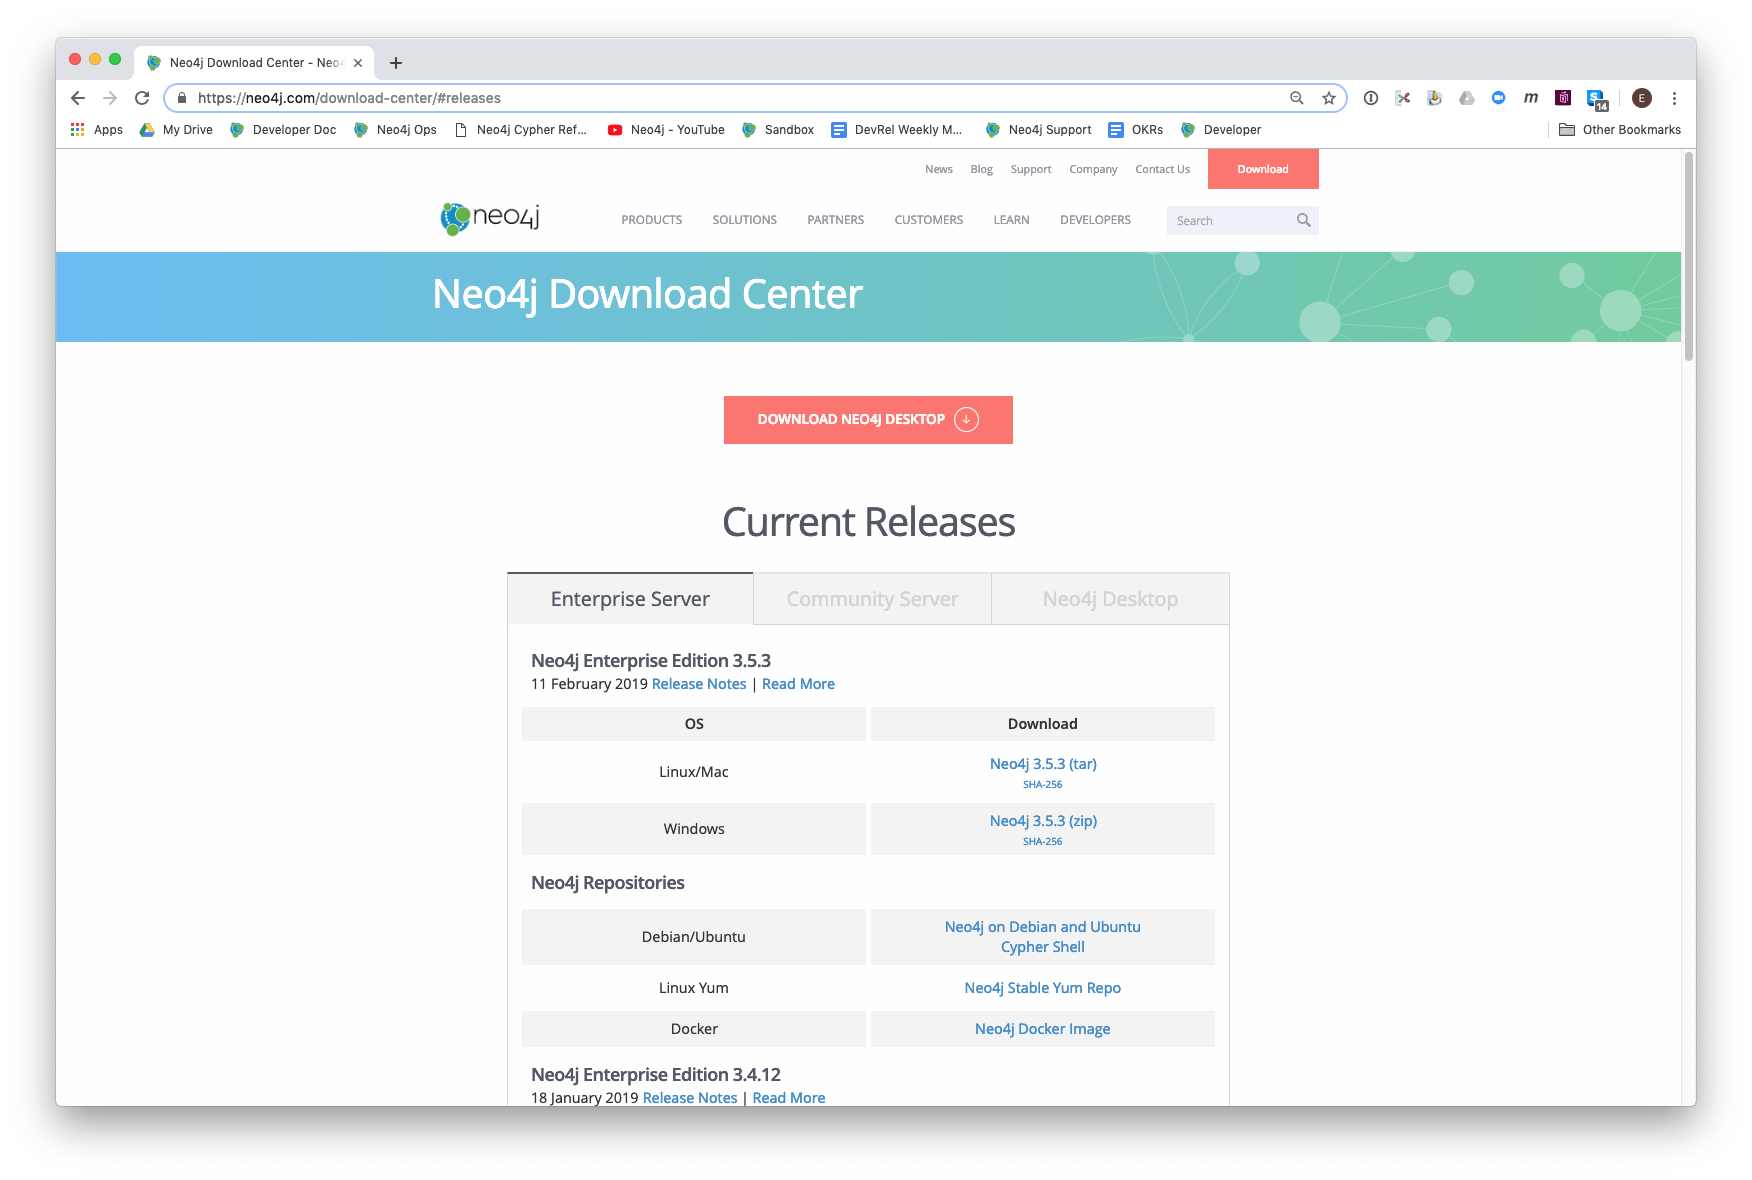 Neo4j Download Center - Neo4
https://neo4j.com/download-center/#releases
E
14
Apps My Drive Developer Doc Neo4j Ops Neo4j Cypher Ref... Neo4j - YouTube Sandbox DevRel Weekly M... Neo4j Support OKRs Developer Other Bookmarks
News Blog Support Company Contact Us Download
neo4j PRODUCTS SOLUTIONS PARTNERS CUSTOMERS LEARN DEVELOPERS Search
Neo4j Download Center
DOWNLOAD NEO4J DESKTOP
Current Releases
Enterprise Server Community Server Neo4j Desktop
Neo4j Enterprise Edition 3.5.3
11 February 2019 Release Notes | Read More
OS Download
Linux/Mac Neo4j 3.5.3 (tar)
SHA-256
Windows Neo4j 3.5.3 (zip)
SHA-256
Neo4j Repositories
Debian/Ubuntu Neo4j on Debian and Ubuntu
Cypher Shell
Linux Yum Neo4j Stable Yum Repo
Docker Neo4j Docker Image
Neo4j Enterprise Edition 3.4.12
18 January 2019 Release Notes | Read More